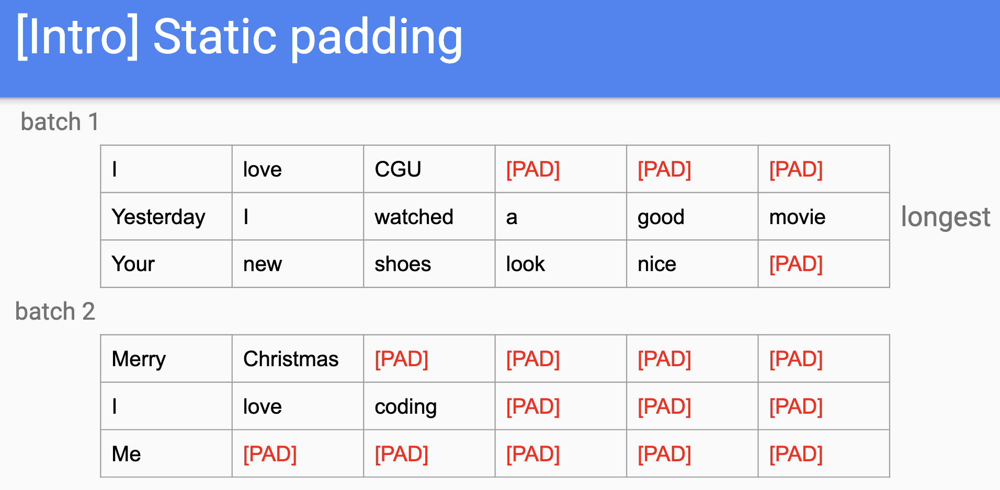 [Intro] Static padding
batch 1
I love CGU [PAD] [PAD] [PAD]
Yesterday I watched a good movie longest
Your new shoes look nice [PAD]
batch 2
Merry Christmas [PAD] [PAD] [PAD] [PAD]
I love coding [PAD] [PAD] [PAD]
Me [PAD] [PAD] [PAD] [PAD] [PAD]